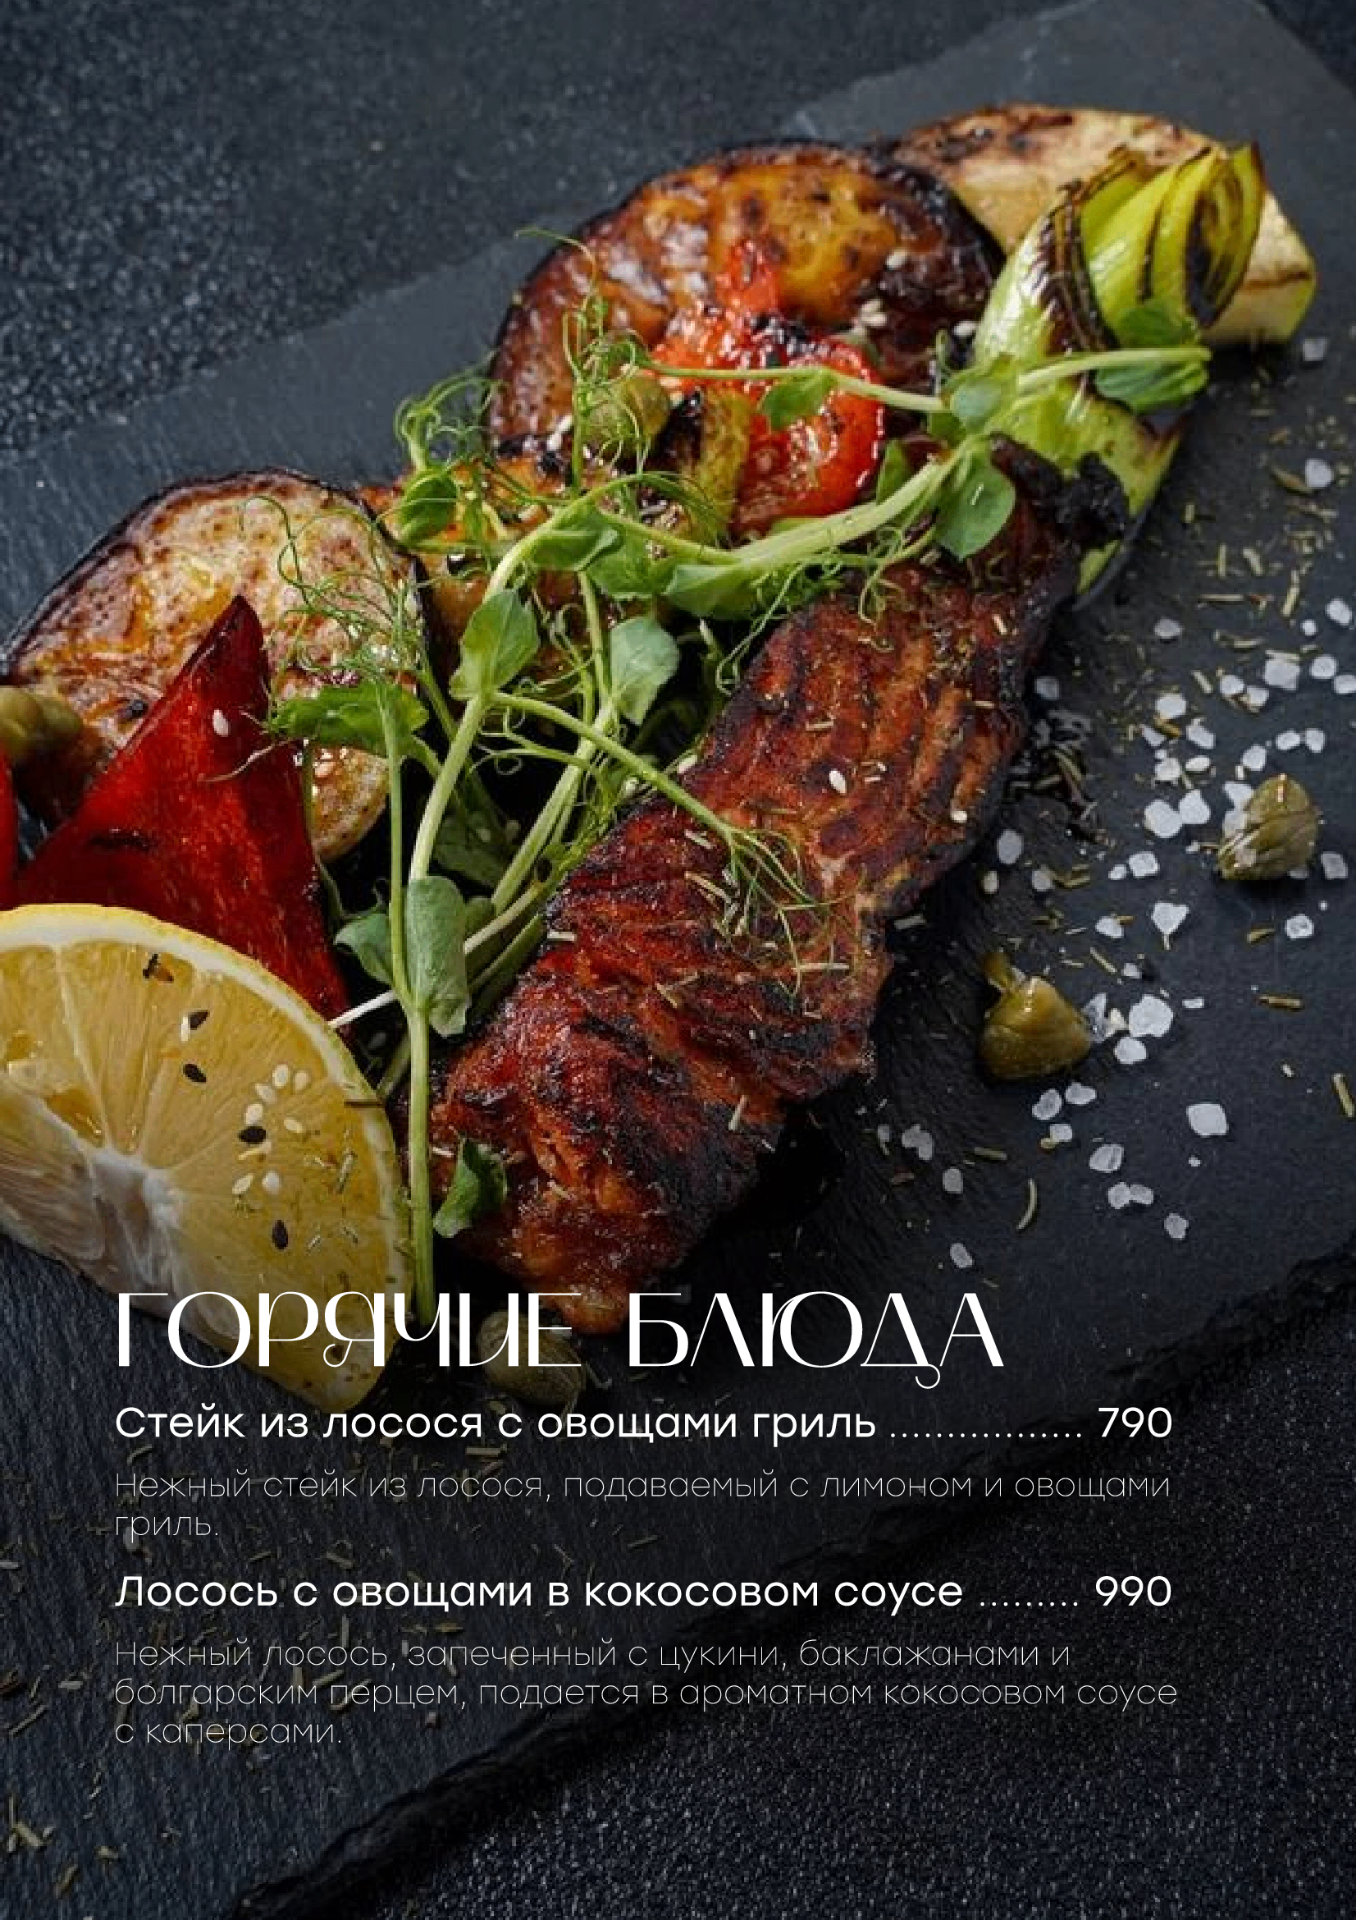 ГОРЯЧИЕ БЛЮДА
Стейк из лосося с овощами гриль ................. 790
Нежный стейк из лосося, подаваемый с лимоном и овощами
гриль.
Лосось с овощами в кокосовом соусе ......... 990
Нежный лосось, запеченный с цукини, баклажанами и
болгарским перцем, подается в ароматном кокосовом соусе
с каперсами.